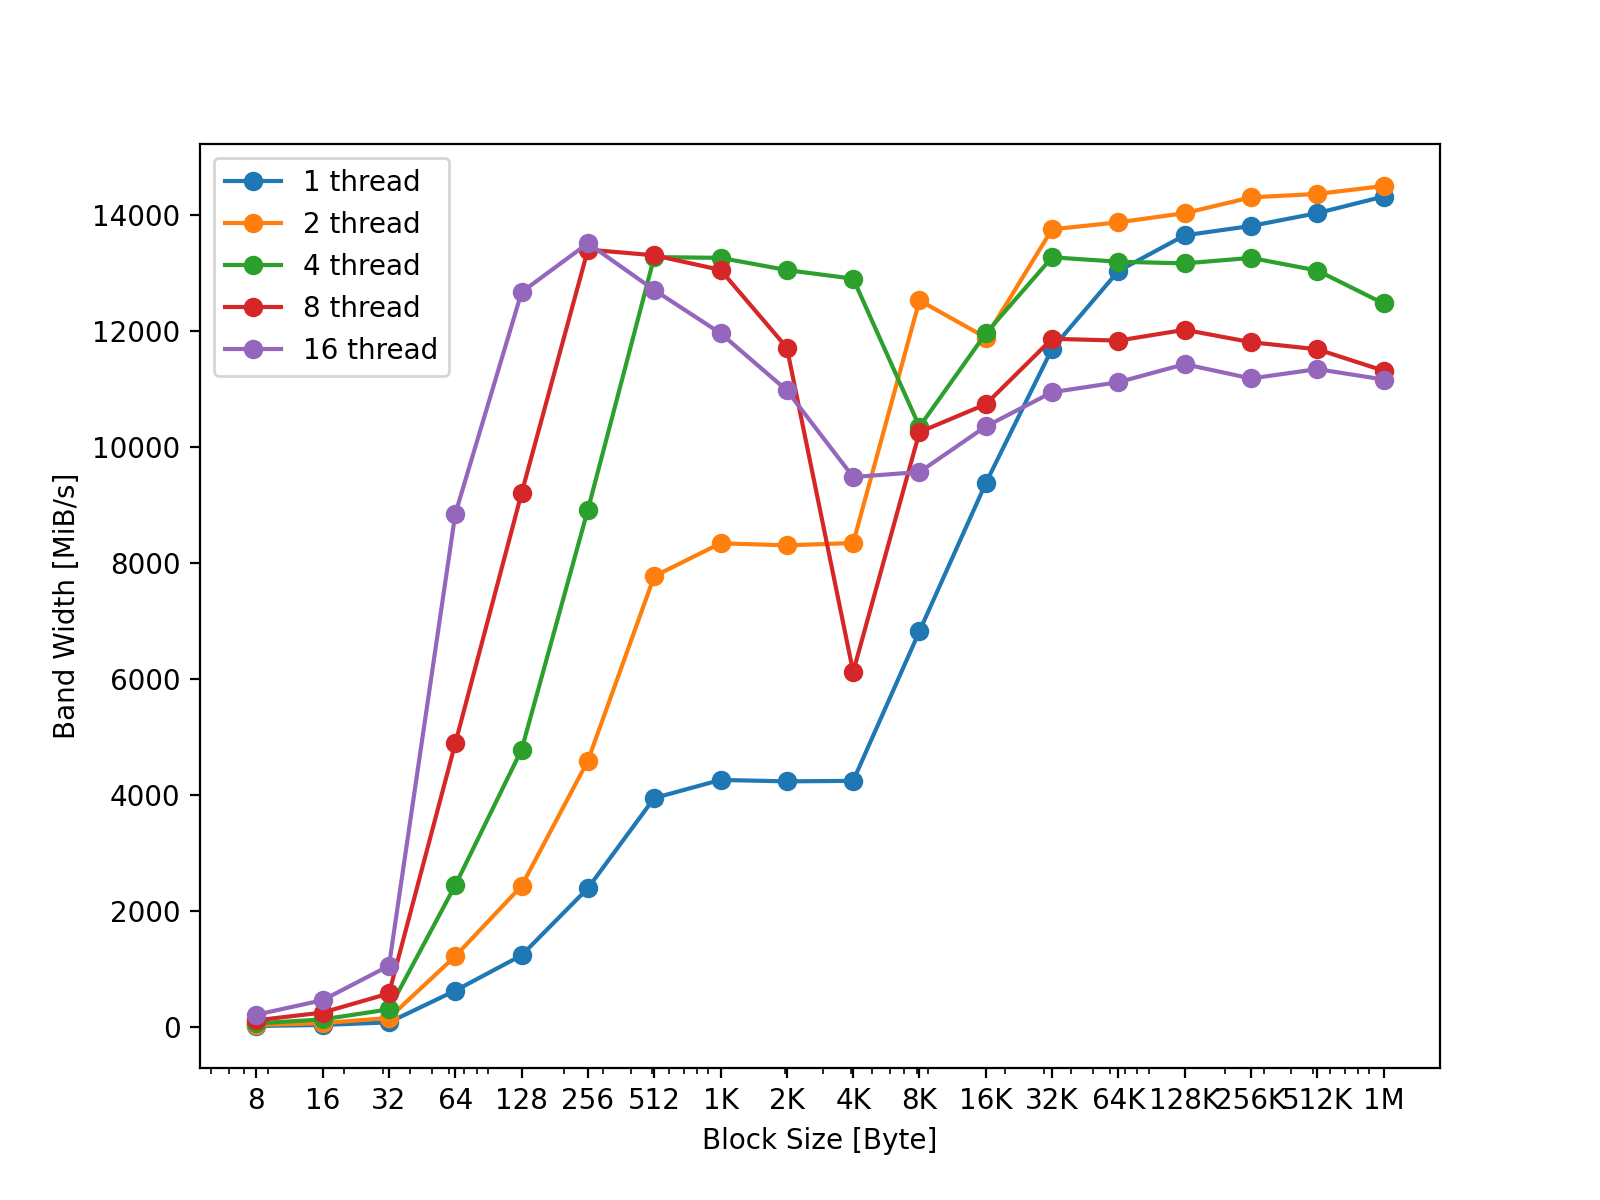 1 thread
2 thread
4 thread
8 thread
16 thread
14000
12000
10000
8000
6000
4000
2000
0
Band Width [MiB/s]
8 16 32 64 128 256 512 1K 2K 4K 8K 16K 32K 64K 128K 256K 512K 1M
Block Size [Byte]